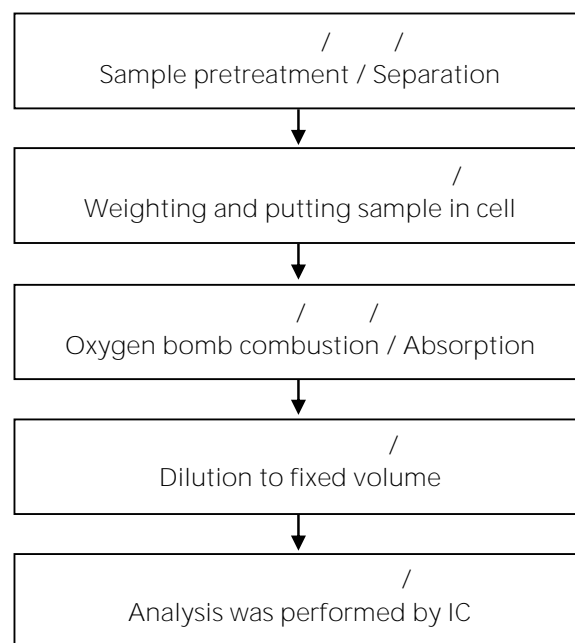 / /
Sample pretreatment / Separation
/
Weighting and putting sample in cell
/ /
Oxygen bomb combustion / Absorption
/
Dilution to fixed volume
/
Analysis was performed by IC